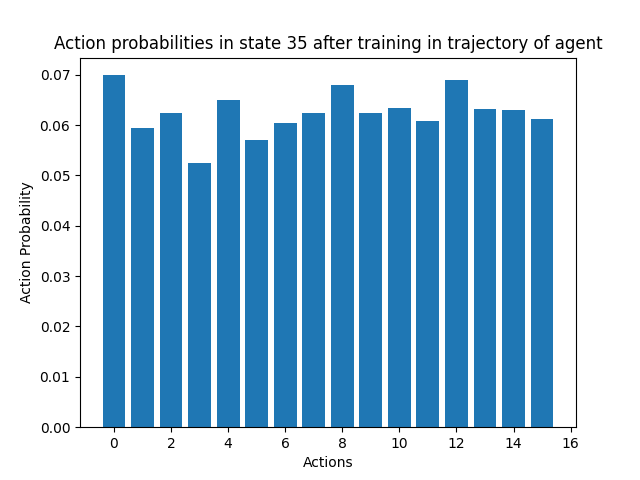 Action probabilities in state 35 after training in trajectory of agent
0.07
0.06
0.05
0.04
0.03
0.02
0.01
0.00
Action Probability
0 2 4 6 8 10 12 14 16
Actions